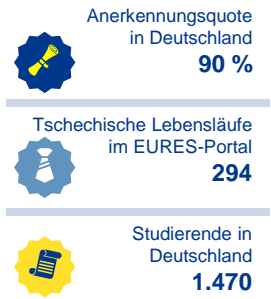 Anerkennungsquote
in Deutschland
90 %
Tschechische Lebensläufe
im EURES-Portal
294
Studierende in
Deutschland
1.470